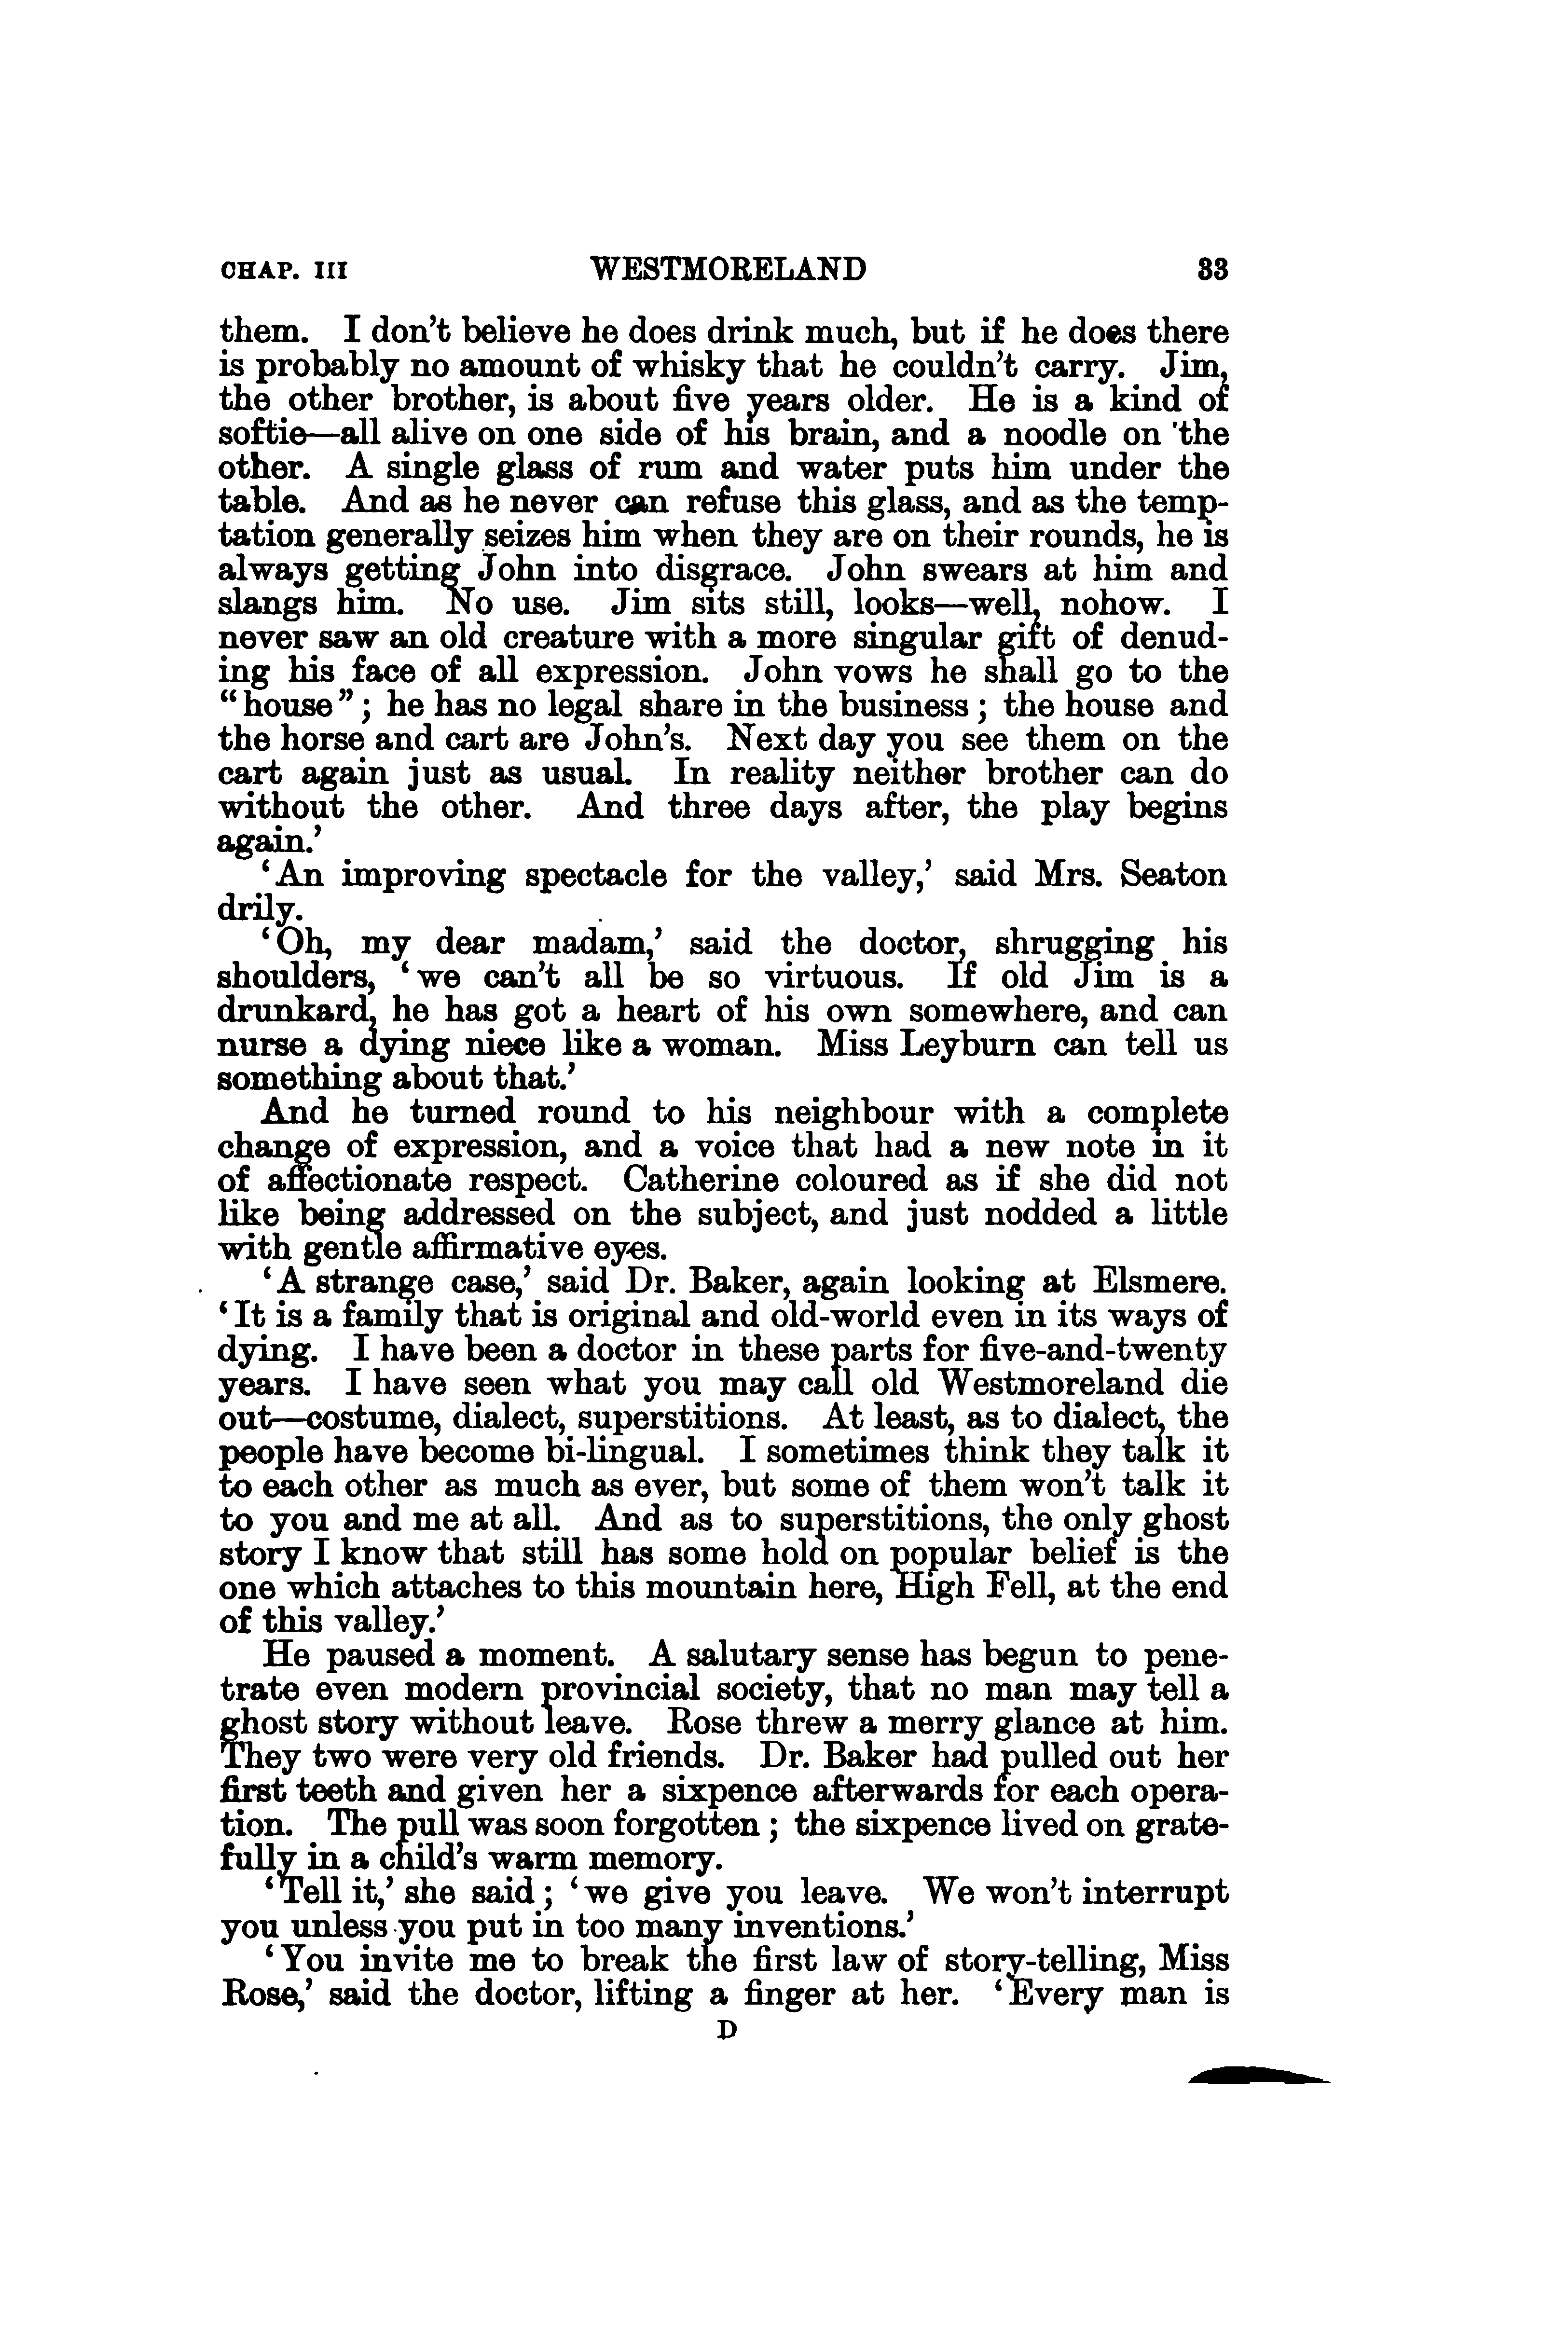 CHAP. III WESTMORELAND 33
them. I don't believe he does drink much, but if he does there
is probably no amount of whisky that he couldn't carry. Jim,
the other brother, is about five years older. He is a kind of
softie—all alive on one side of his brain, and a noodle on 'the
other. A single glass of rum and water puts him under the
table. And as he never can refuse this glass, and as the temp-
tation generally seizes him when they are on their rounds, he is
always getting John into disgrace. John swears at him and
slangs him. No use. Jim sits still, looks—well, nohow. I
never saw an old creature with a more singular gift of denud-
ing his face of all expression. John vows he shall go to the
“house”; he has no legal share in the business; the house and
the horse and cart are John's. Next day you see them on the
cart again just as usual. In reality neither brother can do
without the other. And three days after, the play begins
again.’
‘An improving spectacle for the valley,’ said Mrs. Seaton
drily.
‘Oh, my dear madam,’ said the doctor, shrugging his
shoulders, ‘we can't all be so virtuous. If old Jim is a
drunkard, he has got a heart of his own somewhere, and can
nurse a dying niece like a woman. Miss Leyburn can tell us
something about that.’
And he turned round to his neighbour with a complete
change of expression, and a voice that had a new note in it
of affectionate respect. Catherine coloured as if she did not
like being addressed on the subject, and just nodded a little
with gentle affirmative eyes.
‘A strange case,’ said Dr. Baker, again looking at Elsmere.
‘It is a family that is original and old-world even in its ways of
dying. I have been a doctor in these parts for five-and-twenty
years. I have seen what you may call old Westmoreland die
out—costume, dialect, superstitions. At least, as to dialect, the
people have become bi-lingual. I sometimes think they talk it
to each other as much as ever, but some of them won't talk it
to you and me at all. And as to superstitions, the only ghost
story I know that still has some hold on popular belief is the
one which attaches to this mountain here, High Fell, at the end
of this valley.’
He paused a moment. A salutary sense has begun to pene-
trate even modern provincial society, that no man may tell a
ghost story without leave. Rose threw a merry glance at him.
They two were very old friends. Dr. Baker had pulled out her
first teeth and given her a sixpence afterwards for each opera-
tion. The pull was soon forgotten; the sixpence lived on grate-
fully in a child's warm memory.
‘Tell it,’ she said; ‘we give you leave. We won't interrupt
you unless you put in too many inventions.’
‘You invite me to break the first law of story-telling, Miss
Rose,’ said the doctor, lifting a finger at her. ‘Every man is
D